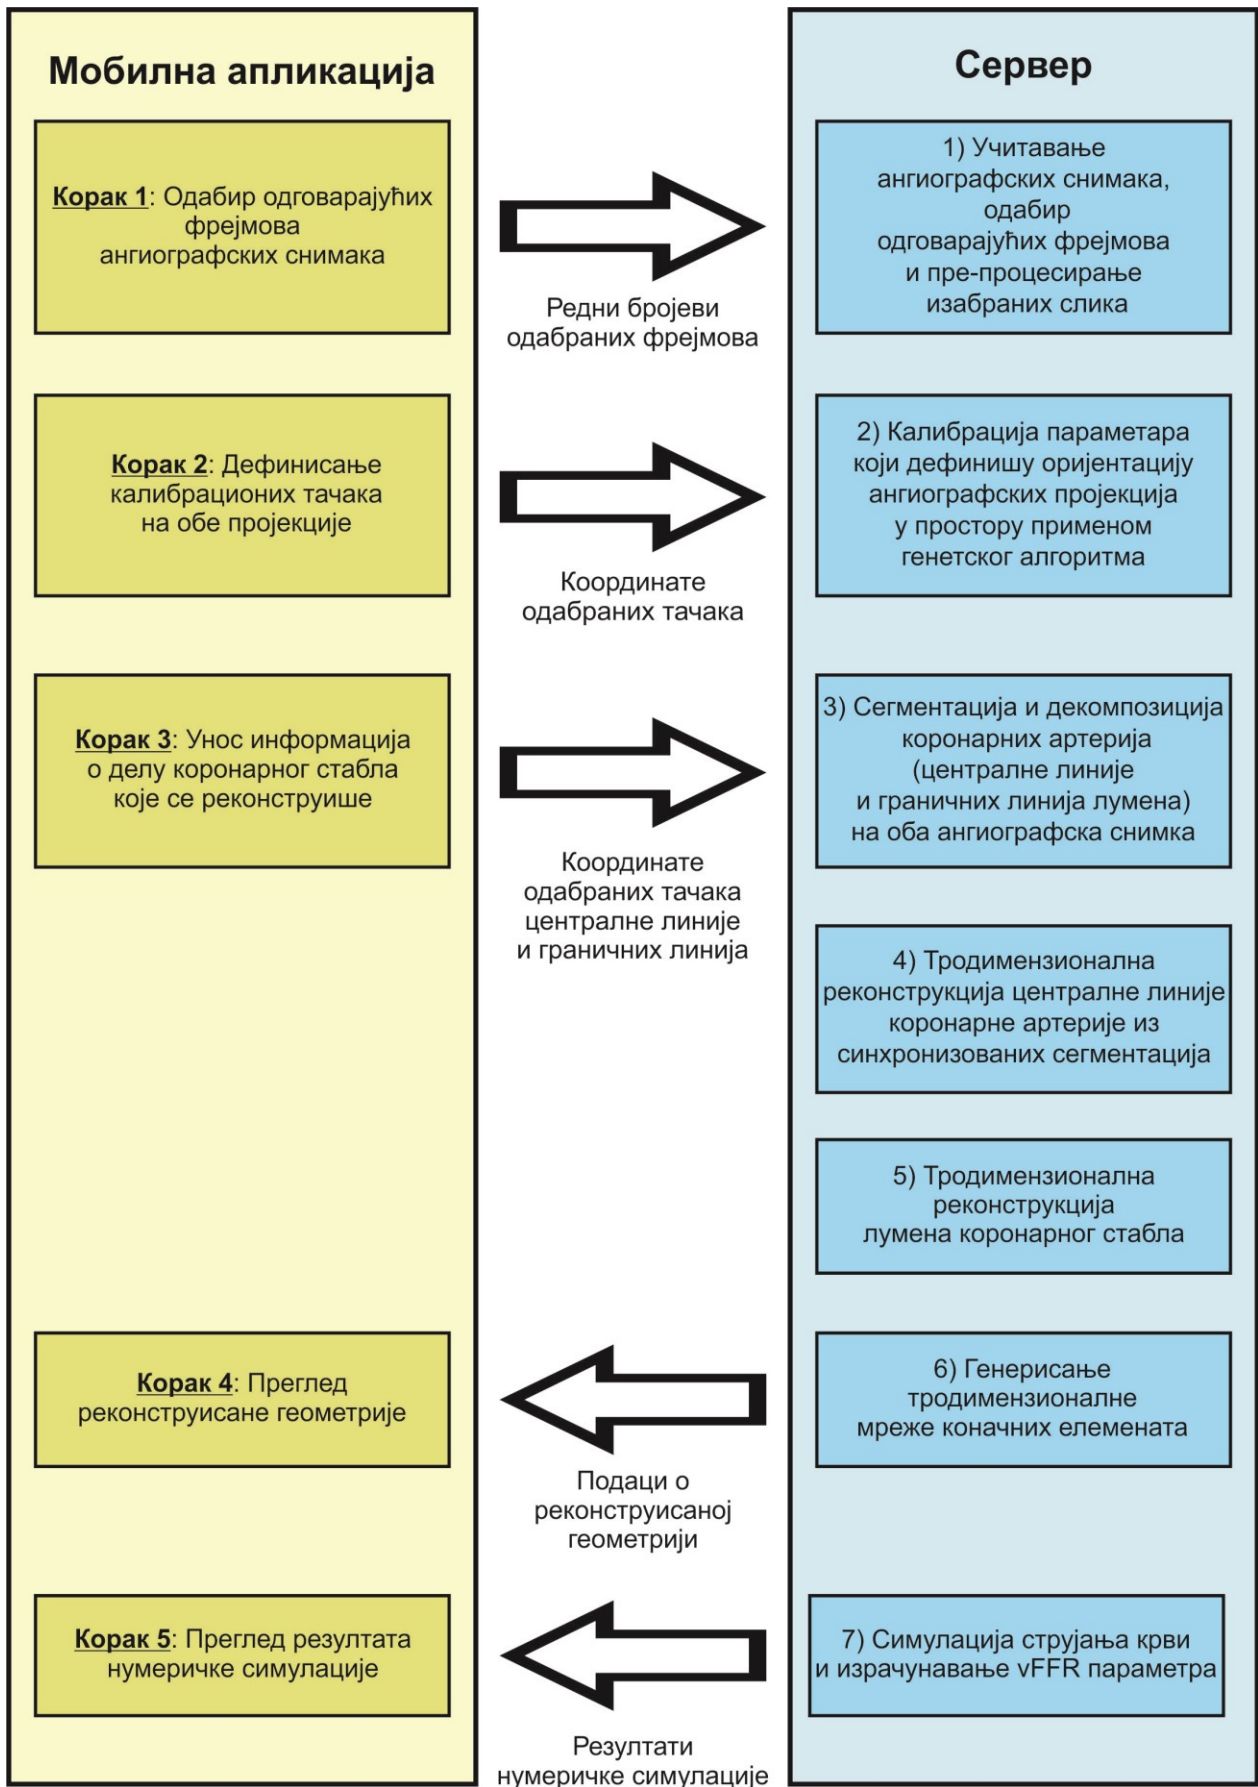 Мобилна апликација
Сервер
Корак 1: Одабир одговарајућих
фрејмова
ангиографских снимака
Редни бројеви
одабраних фрејмова
1) Учитавање
ангиографских снимака,
одабир
одговарајућих фрејмова
и пре-процесирање
изабраних слика
Корак 2: Дефинисање
калибрационих тачака
на обе пројекције
Координате
одабраних тачака
2) Калибрација параметара
који дефинишу оријентацију
ангиографских пројекција
у простору применом
генетског алгоритма
Корак 3: Унос информација
о делу коронарног стабла
које се реконструише
Координате
одабраних тачака
централне линије
и граничних линија
3) Сегментација и декомпозиција
коронарних артерија
(централне линије
и граничних линија лумена)
на оба ангиографска снимка
4) Тродимензионална
реконструкција централне линије
коронарне артерије из
синхронизованих сегментација
5) Тродимензионална
реконструкција
лумена коронарног стабла
Корак 4: Преглед
реконструисане геометрије
Подаци о
реконструисаној
геометрији
6) Генерисање
тродимензионалне
мреже коначних елемената
Корак 5: Преглед резултата
нумеричке симулације
Резултати
нумеричке симулације
7) Симулација струјања крви
и израчунавање vFFR параметра